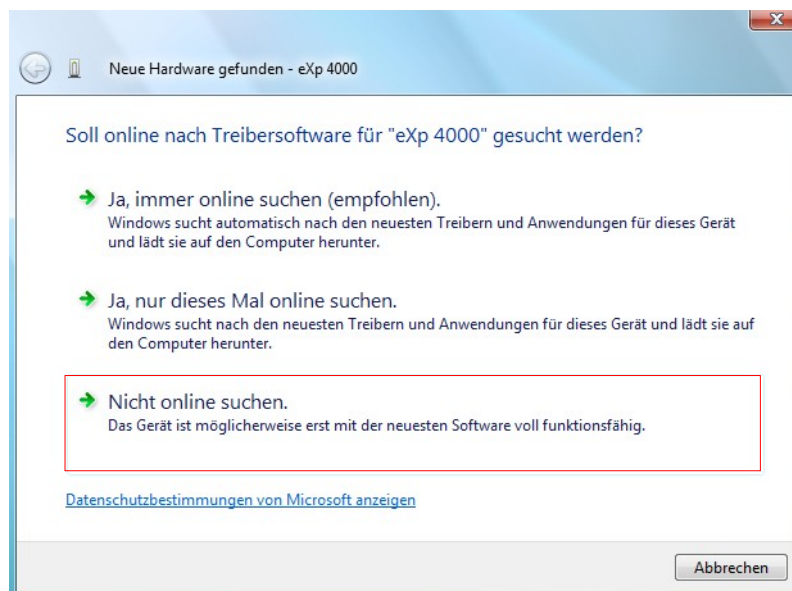 Neue Hardware gefunden - eXp 4000
Soll online nach Treibersoftware für "eXp 4000" gesucht werden?
Ja, immer online suchen (empfohlen).
Windows sucht automatisch nach den neuesten Treibern und Anwendungen für dieses Gerät
und lädt sie auf den Computer herunter.
Ja, nur dieses Mal online suchen.
Windows sucht nach den neuesten Treibern und Anwendungen für dieses Gerät und lädt sie auf
den Computer herunter.
Nicht online suchen.
Das Gerät ist möglicherweise erst mit der neuesten Software voll funktionsfähig.
Datenschutzbestimmungen von Microsoft anzeigen
Abbrechen